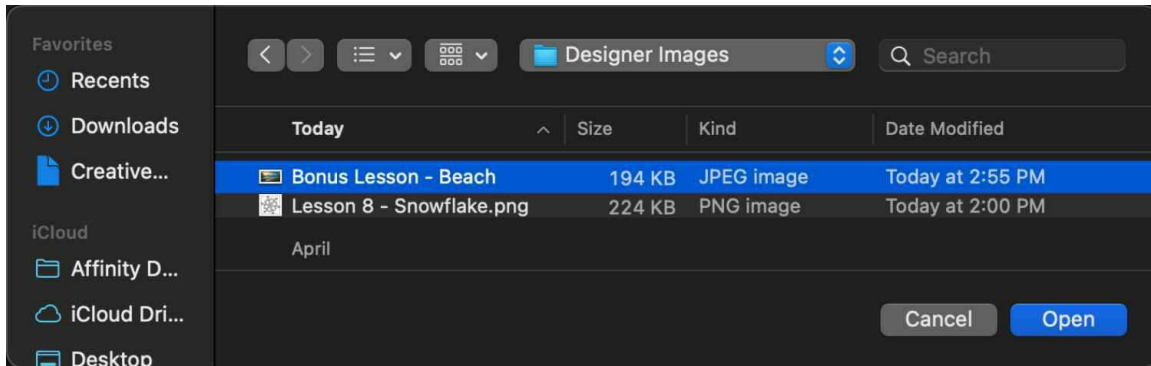 Favorites
Recents
Downloads
Creative...
iCloud
Affinity D...
iCloud Dri...
Desktop
Designer Images
Search
Today Size Kind Date Modified
Bonus Lesson - Beach 194 KB JPEG image Today at 2:55 PM
Lesson 8 - Snowflake.png 224 KB PNG image Today at 2:00 PM
April
Cancel Open